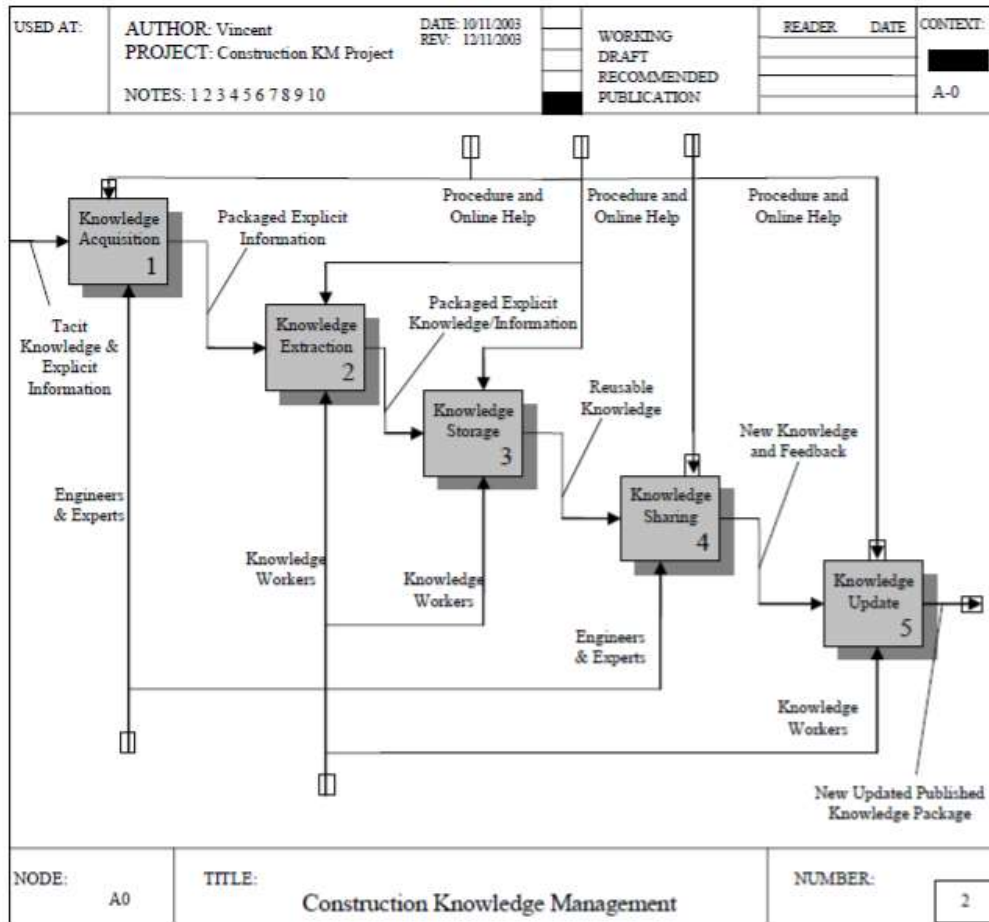 USED AT:
AUTHOR: Vincent
PROJECT: Construction KM Project
NOTES: 1 2 3 4 5 6 7 8 9 10
DATE: 10/11/2003
REV: 12/11/2003
WORKING
DRAFT
RECOMMENDED
PUBLICATION
READER DATE
CONTEXT:
A-0
Procedure and
Online Help
Procedure and
Online Help
Procedure and
Online Help
Knowledge
Acquisition
1
Packaged Explicit
Information
Tacit
Knowledge &
Explicit
Information
Knowledge
Extraction
2
Packaged Explicit
Knowledge/Information
Knowledge
Storage
3
Reusable
Knowledge
New Knowledge
and Feedback
Knowledge
Sharing
4
Engineers
& Experts
Knowledge
Workers
Knowledge
Workers
Engineers
& Experts
Knowledge
Update
5
Knowledge
Workers
New Updated Published
Knowledge Package
NODE:
A0
TITLE:
Construction Knowledge Management
NUMBER:
2